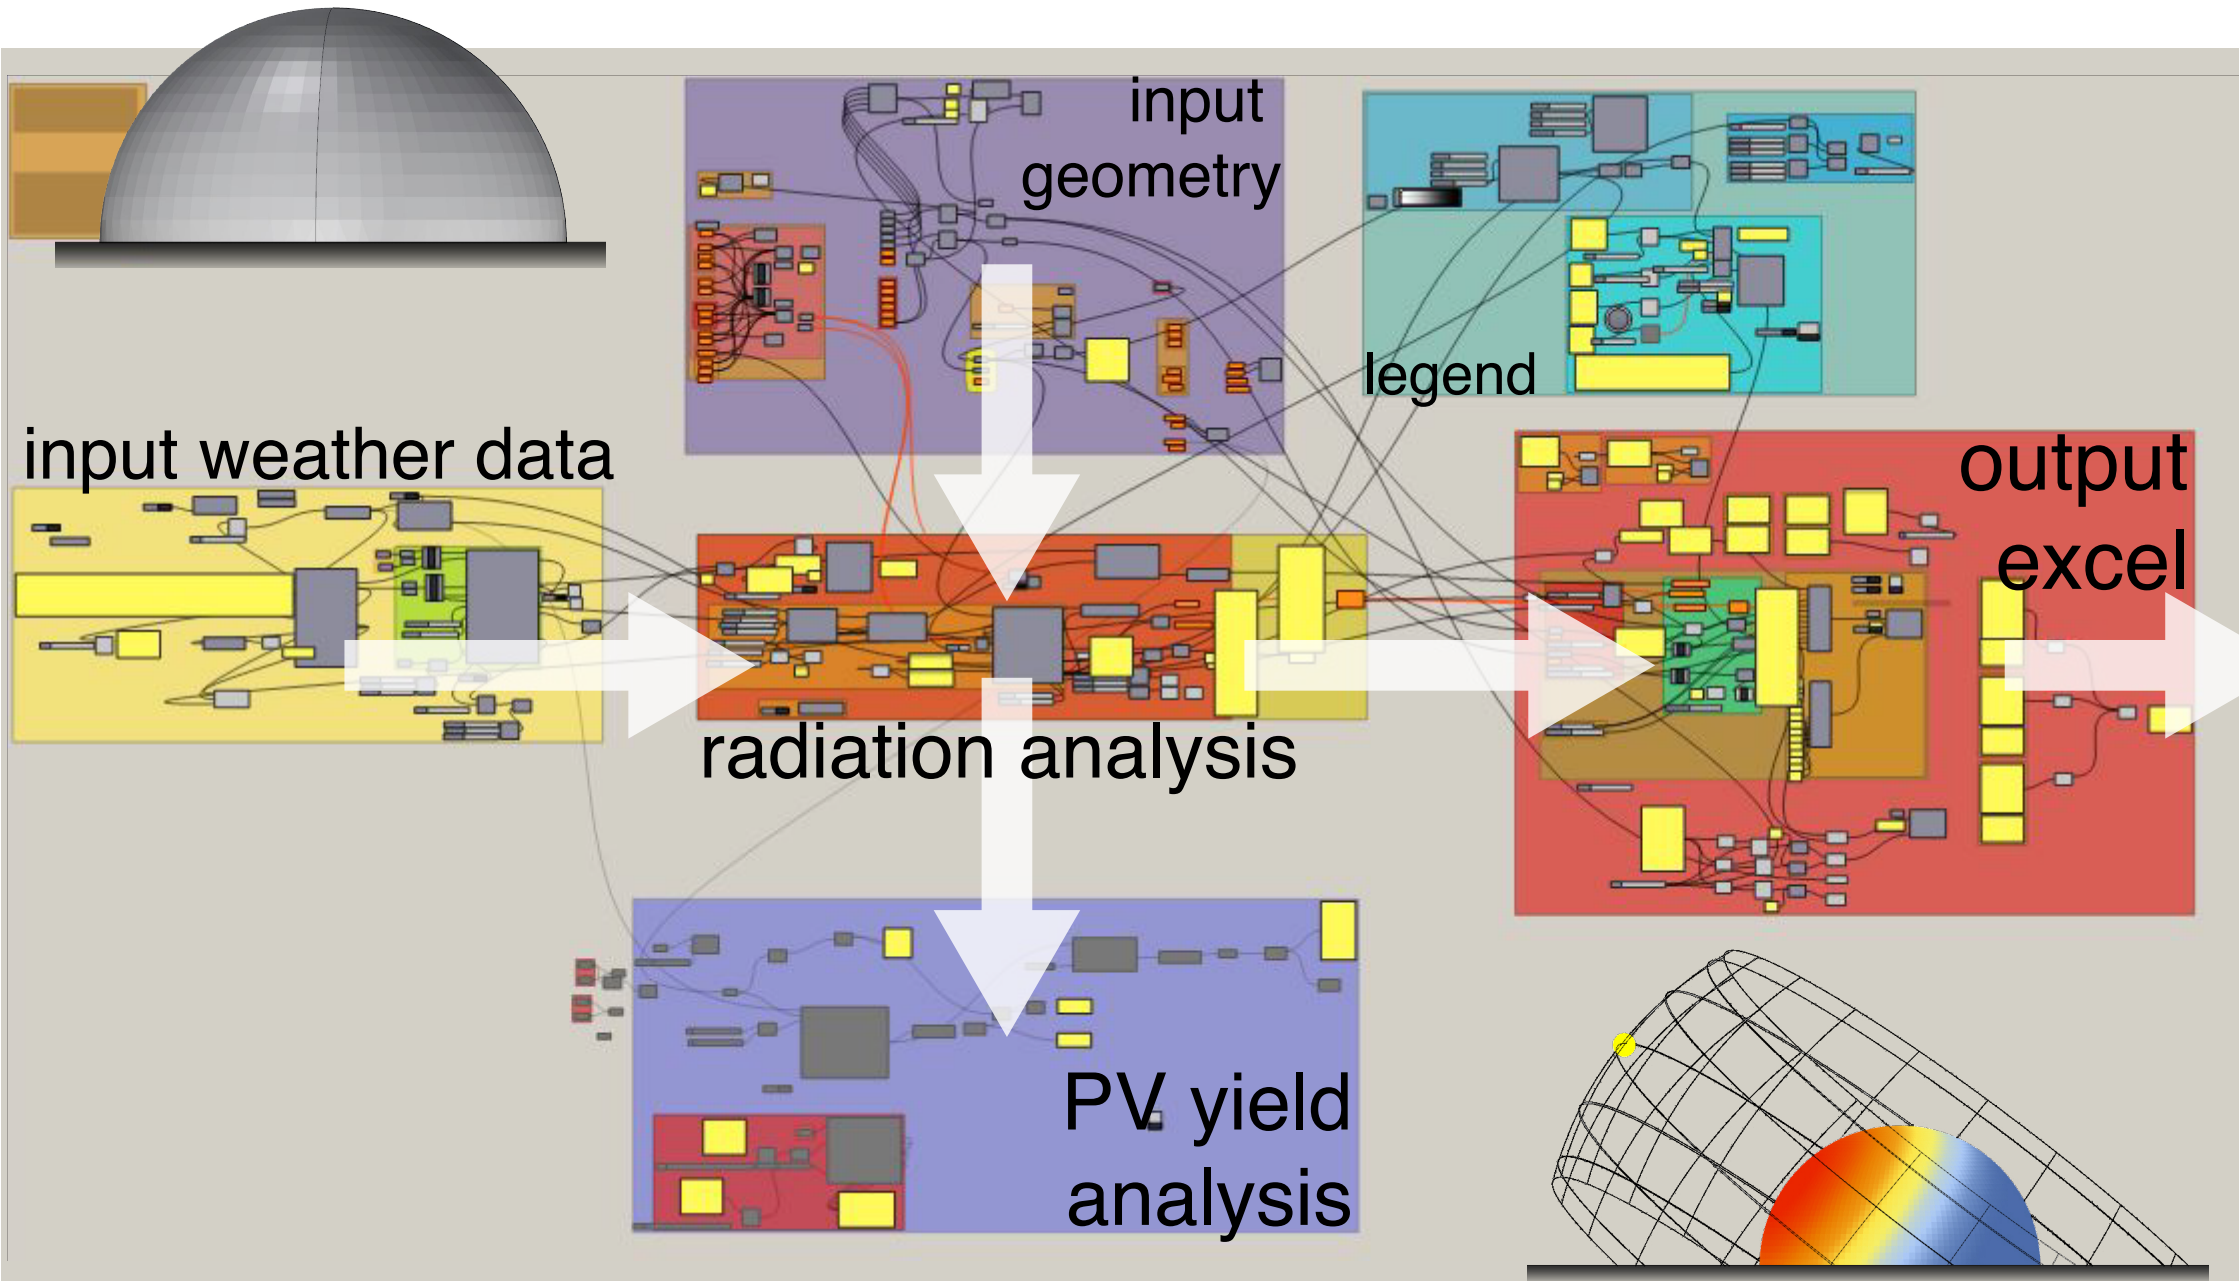 input
geometry
legend
input weather data
output
excel
radiation analysis
PV yield
analysis